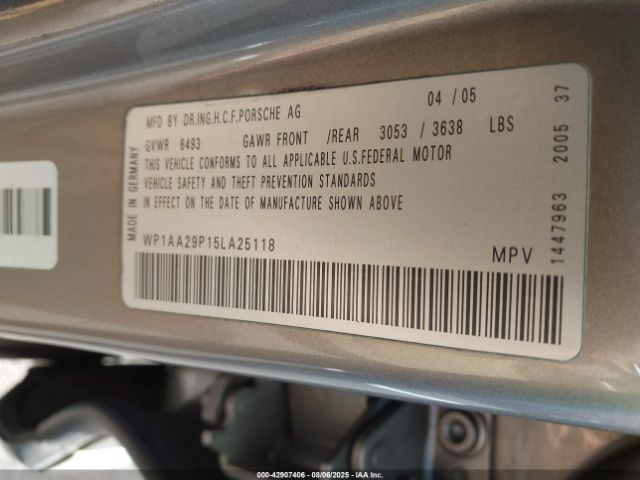 MFD BY DR.ING.H.C.F.PORSCHE AG 04 / 05
GVWR 6493 GAWR FRONT /REAR 3053 / 3638 LBS
THIS VEHICLE CONFORMS TO ALL APPLICABLE U.S.FEDERAL MOTOR
VEHICLE SAFETY AND THEFT PREVENTION STANDARDS
IN EFFECT ON THE DATE OF MANUFACTURE SHOWN ABOVE
WP1AA29P15LA25118 MPV
MADE IN GERMANY
1447963 2005 37
000-42907406 - 08/06/2025 - IAAI.com